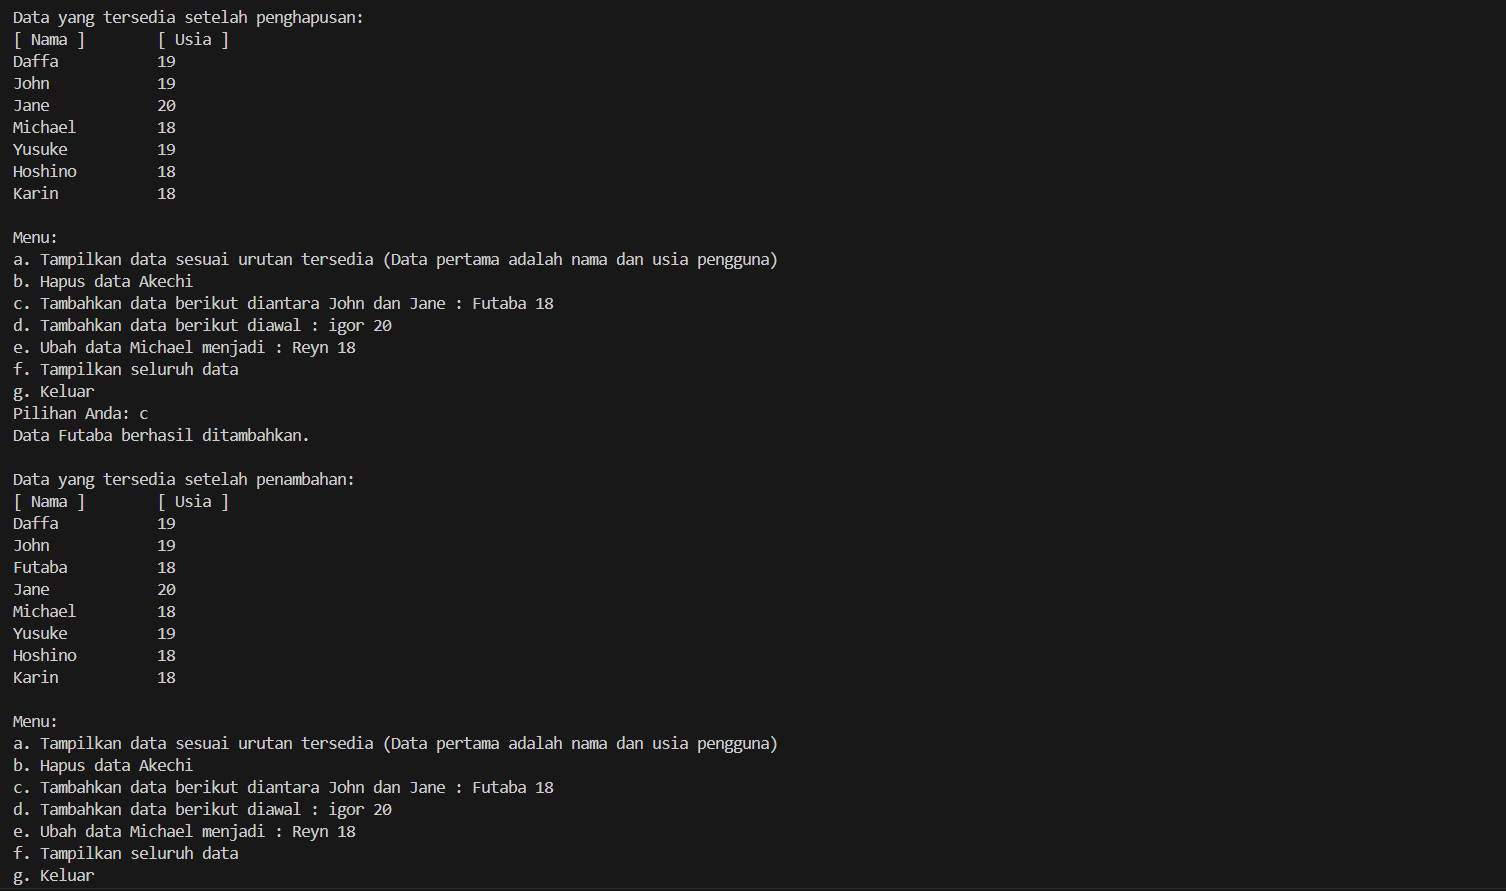 Data yang tersedia setelah penghapusan:
[ Nama ]        [ Usia ]
Daffa           19
John            19
Jane            20
Michael         18
Yusuke          19
Hoshino         18
Karin           18

Menu:
a. Tampilkan data sesuai urutan tersedia (Data pertama adalah nama dan usia pengguna)
b. Hapus data Akechi
c. Tambahkan data berikut diantara John dan Jane : Futaba 18
d. Tambahkan data berikut diawal : igor 20
e. Ubah data Michael menjadi : Reyn 18
f. Tampilkan seluruh data
g. Keluar
Pilihan Anda: c
Data Futaba berhasil ditambahkan.

Data yang tersedia setelah penambahan:
[ Nama ]        [ Usia ]
Daffa           19
John            19
Futaba          18
Jane            20
Michael         18
Yusuke          19
Hoshino         18
Karin           18

Menu:
a. Tampilkan data sesuai urutan tersedia (Data pertama adalah nama dan usia pengguna)
b. Hapus data Akechi
c. Tambahkan data berikut diantara John dan Jane : Futaba 18
d. Tambahkan data berikut diawal : igor 20
e. Ubah data Michael menjadi : Reyn 18
f. Tampilkan seluruh data
g. Keluar